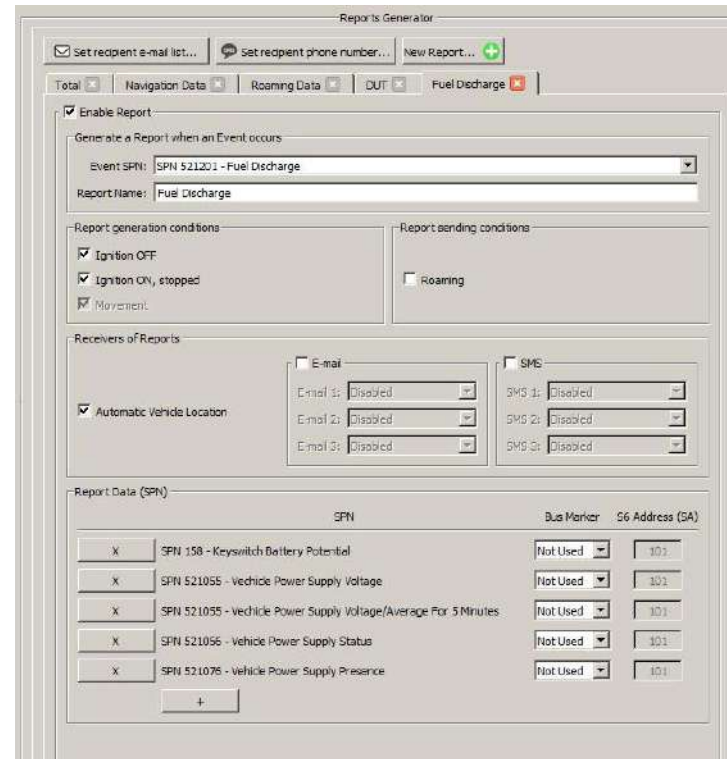 Reports Generator
Set recipient e-mail list... Set recipient phone number... New Report...
Total Navigation Data Roaming Data DUT Fuel Discharge
Enable Report
Generate a Report when an Event occurs
Event SPN: SPN 521201 - Fuel Discharge
Report Name: Fuel Discharge
Report generation conditions Report sending conditions
Ignition OFF
Ignition ON, stopped Roaming
Movement
Receivers of Reports
E-mail SMS
E-mail 1: Disabled SMS 1: Disabled
Automatic Vehicle Location E-mail 2: Disabled SMS 2: Disabled
E-mail 3: Disabled SMS 3: Disabled
Report Data (SPN)
SPN Bus Marker S6 Address (SA)
X SPN 158 - Keyswitch Battery Potential Not Used 101
X SPN 521055 - Vechicle Power Supply Voltage Not Used 101
X SPN 521055 - Vechicle Power Supply Voltage/Average For 5 Minutes Not Used 101
X SPN 521056 - Vehicle Power Supply Status Not Used 101
X SPN 521076 - Vehicle Power Supply Presence Not Used 101
+